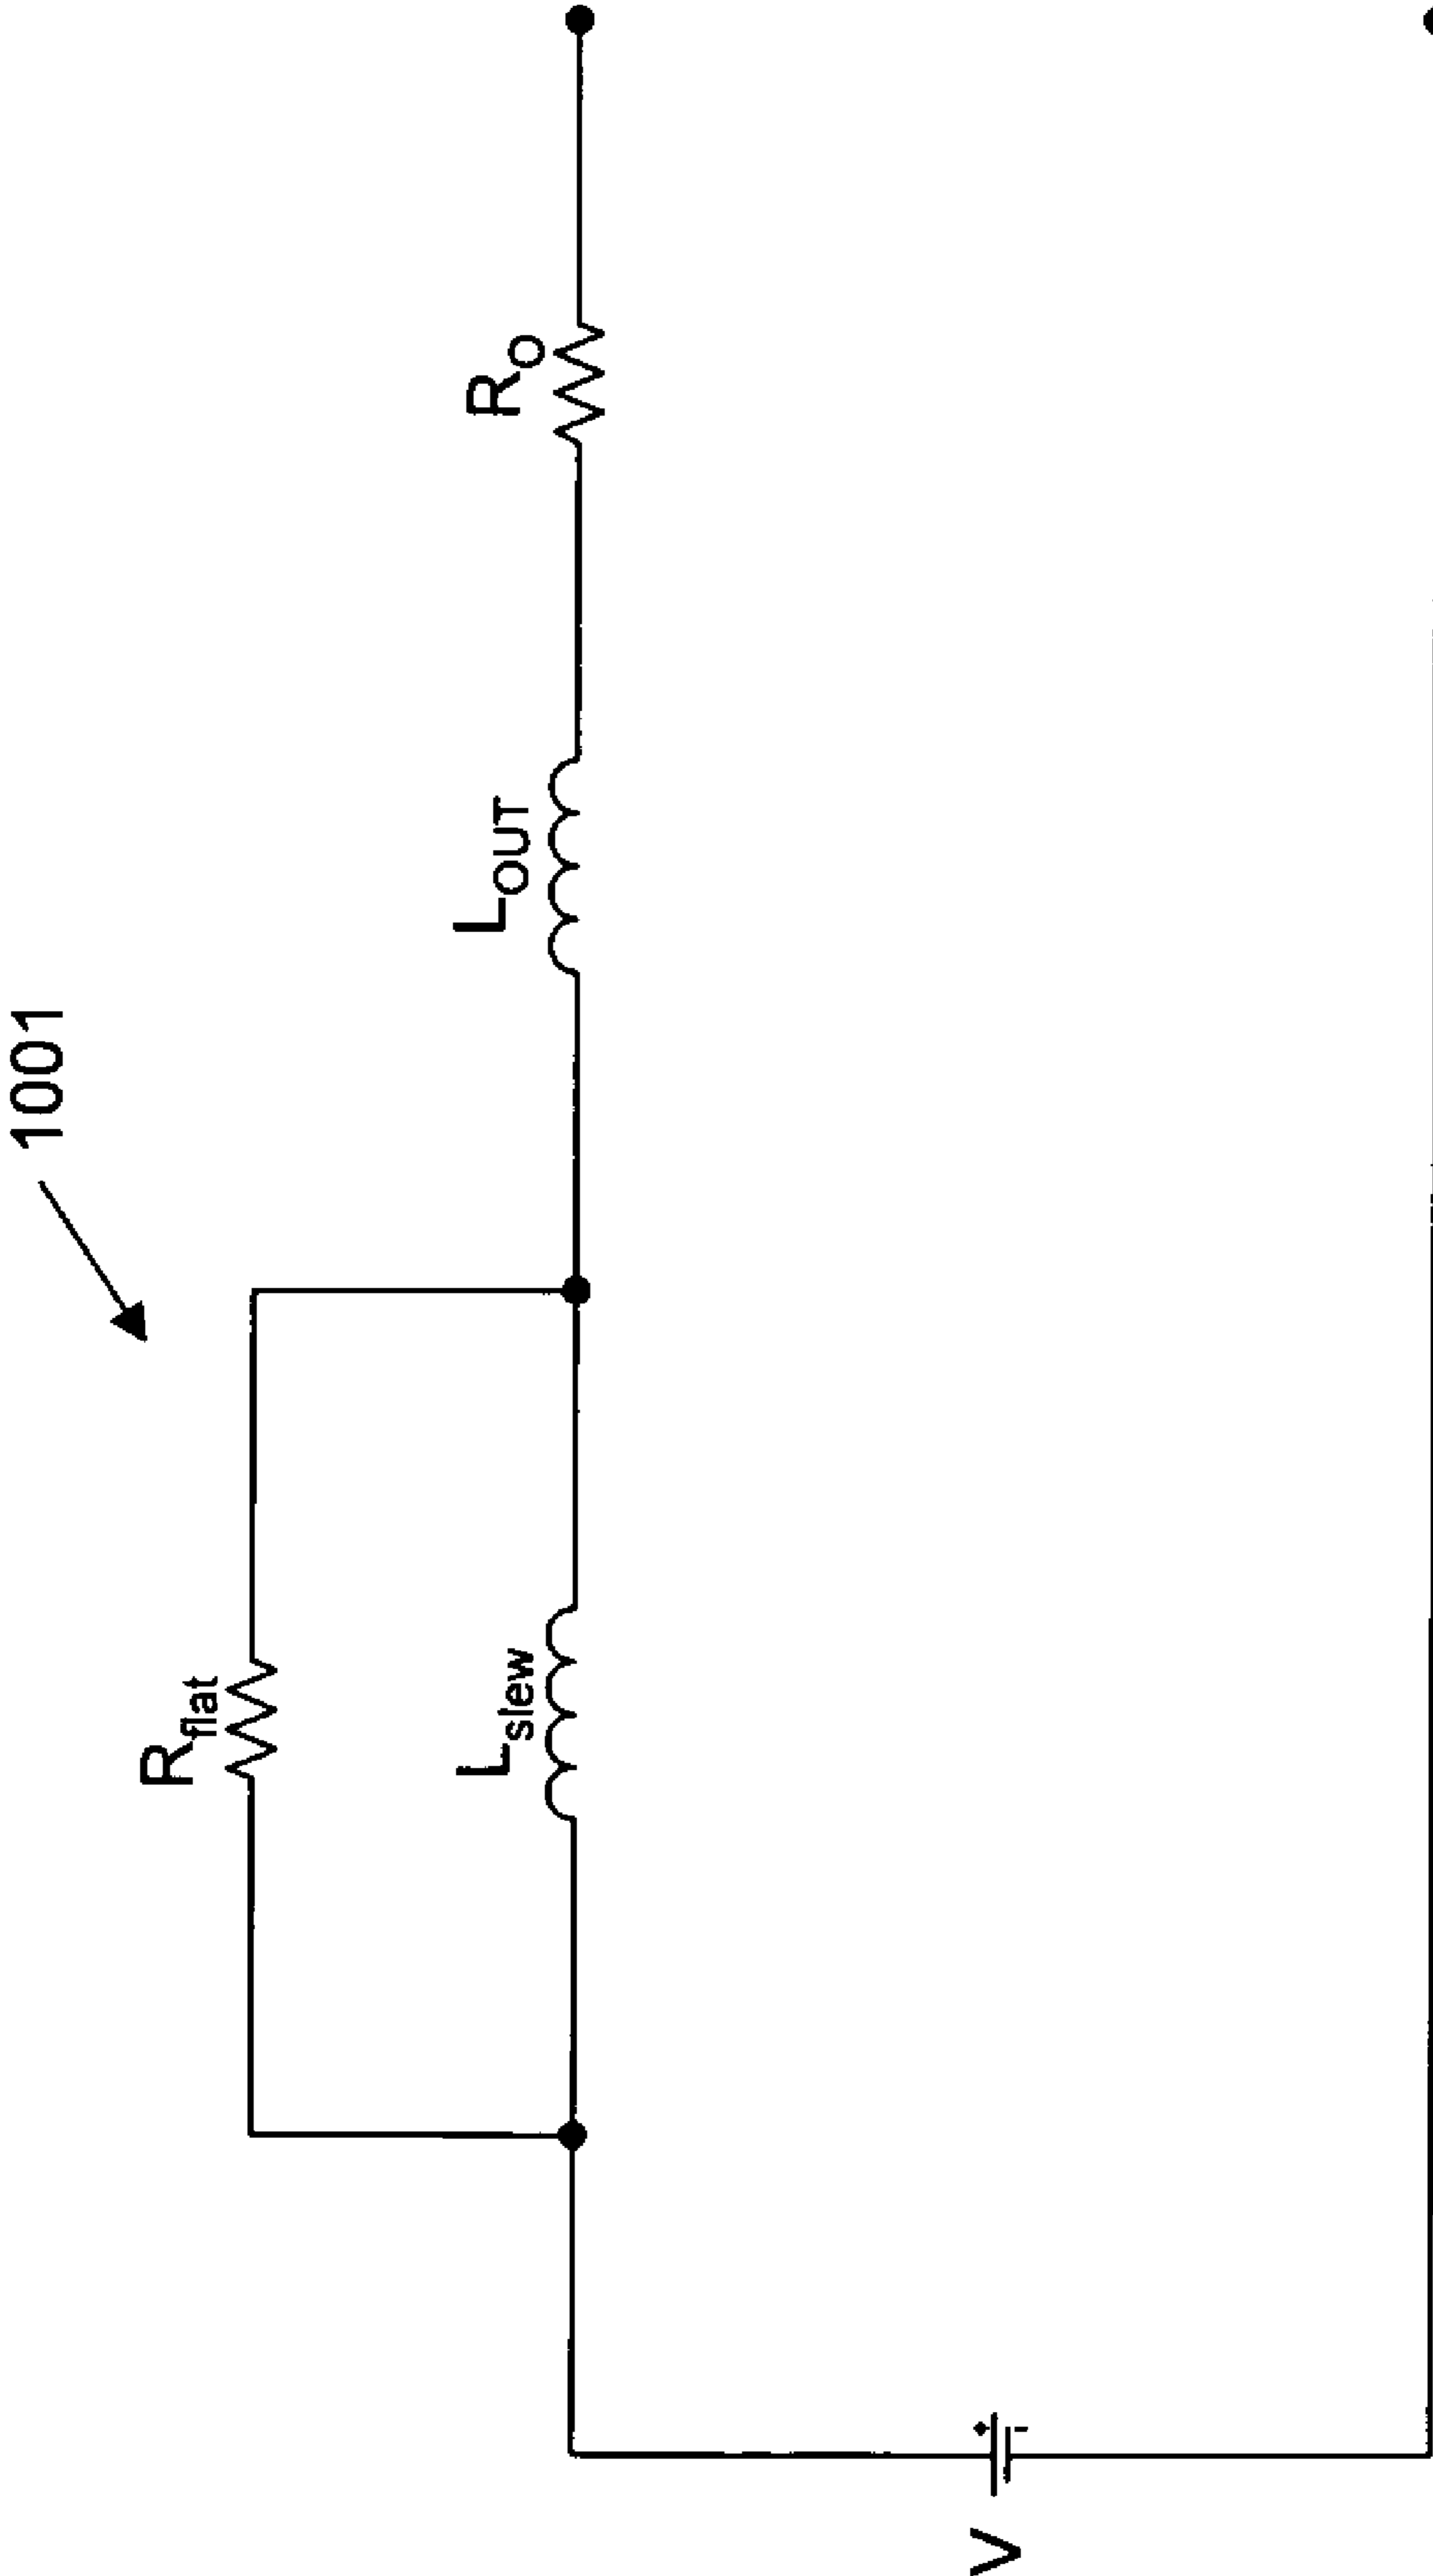 1001
R_flat
L_slew
L_OUT
R_O
V
+
-